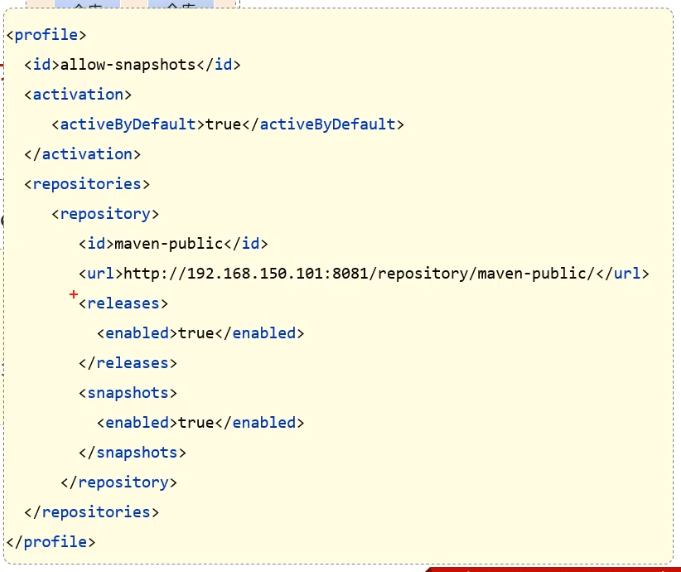 <profile>
<id>allow-snapshots</id>
<activation>
<activeByDefault>true</activeByDefault>
</activation>
<repositories>
<repository>
<id>maven-public</id>
<url>http://192.168.150.101:8081/repository/maven-public/</url>
<releases>
<enabled>true</enabled>
</releases>
<snapshots>
<enabled>true</enabled>
</snapshots>
</repository>
</repositories>
</profile>